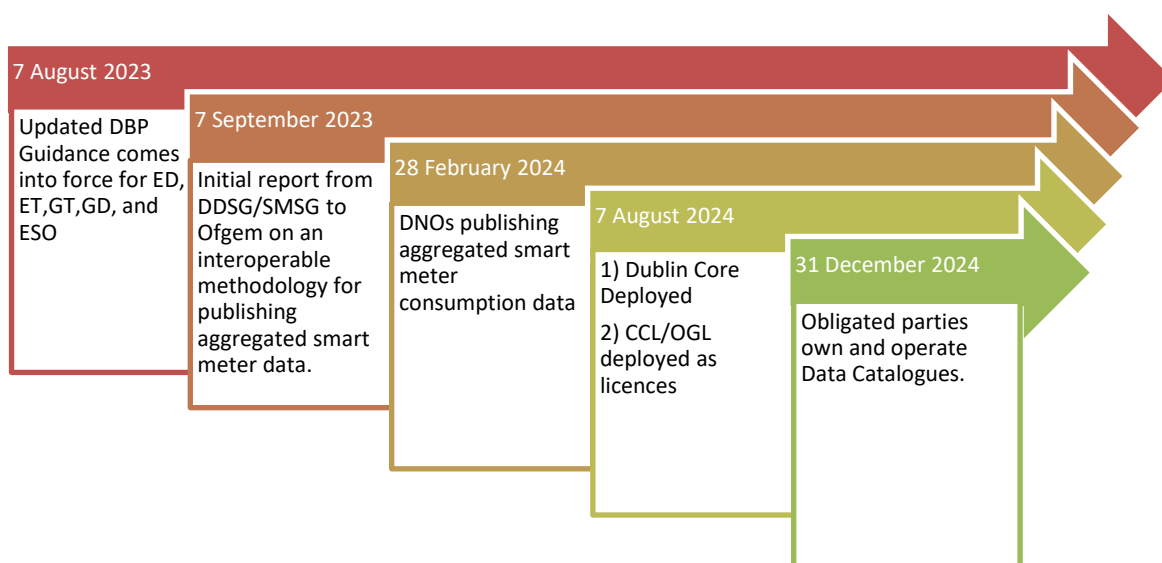 7 August 2023
Updated DBP
Guidance comes
into force for ED,
ET,GT,GD, and
ESO
7 September 2023
Initial report from
DDSG/SMSG to
Ofgem on an
interoperable
methodology for
publishing
aggregated smart
meter data.
28 February 2024
DNOs publishing
aggregated smart
meter
consumption data
7 August 2024
1) Dublin Core
Deployed
2) CCL/OGL
deployed as
licences
31 December 2024
Obligated parties
own and operate
Data Catalogues.